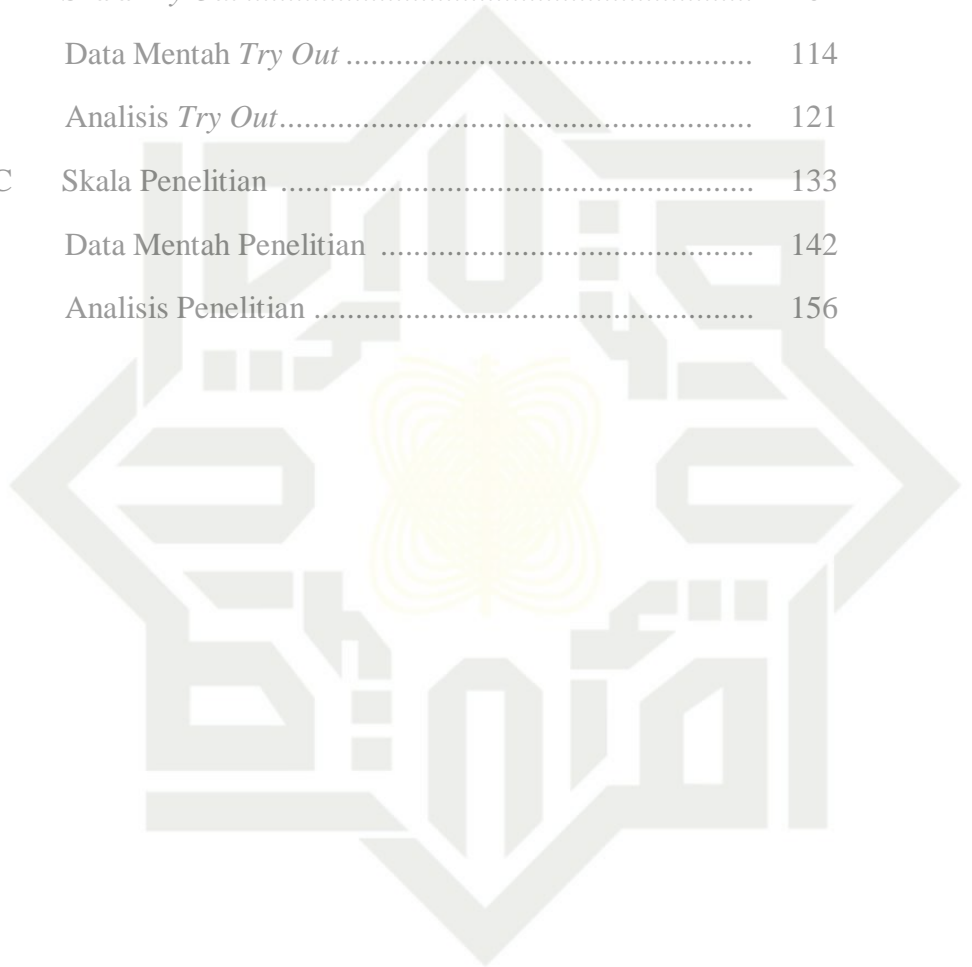 Data Mentah Try Out .................................................. 114
Analisis Try Out......................................................... 121
C Skala Penelitian ......................................................... 133
Data Mentah Penelitian ............................................. 142
Analisis Penelitian ..................................................... 156